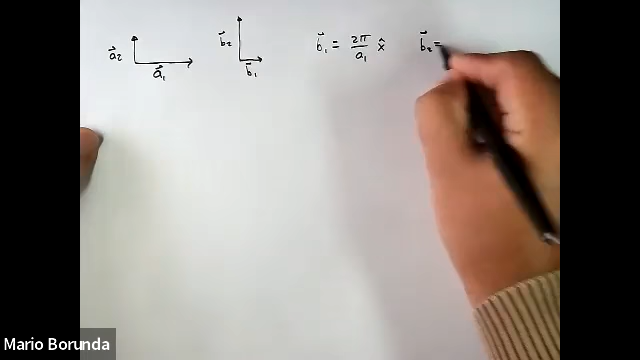 a⃗₂ a⃗₁ b⃗₂ b⃗₁ b⃗₁ = 2π/a₁ x̂ b⃗₂ =
Mario Borunda